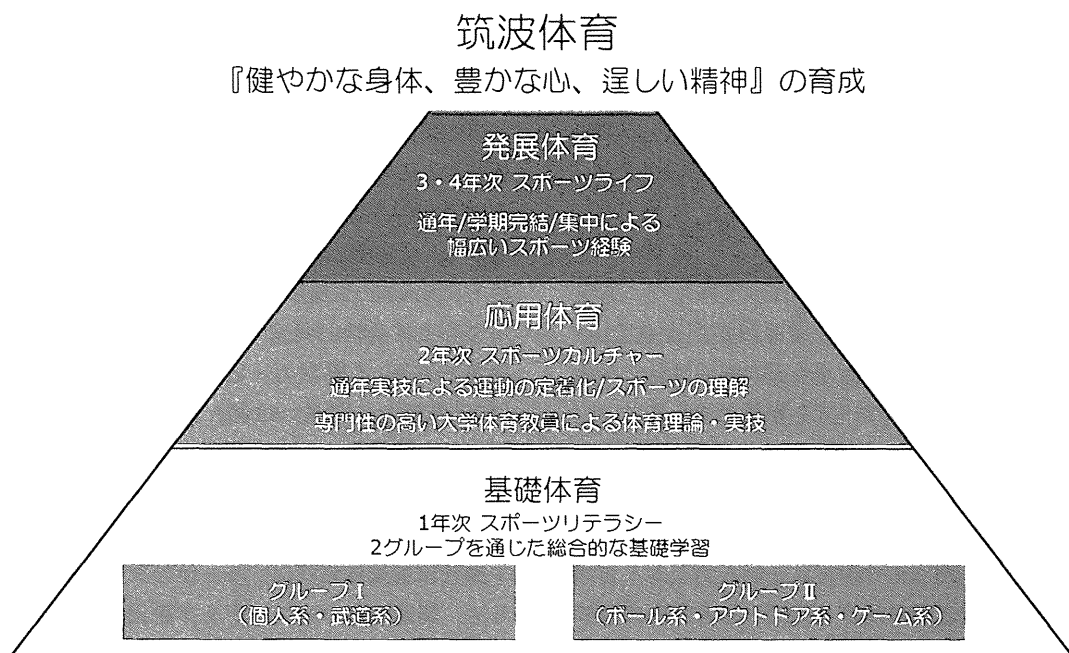 筑波体育
『健やかな身体、豊かな心、逞しい精神』の育成
発展体育
3・4年次 スポーツライフ
通年/学期完結/集中による
幅広いスポーツ経験
応用体育
2年次 スポーツカルチャー
通年実技による運動の定着化/スポーツの理解
専門性の高い大学体育教員による体育理論・実技
基礎体育
1年次 スポーツリテラシー
2グループを通じた総合的な基礎学習
グループⅠ
（個人系・武道系）
グループⅡ
（ボール系・アウトドア系・ゲーム系）